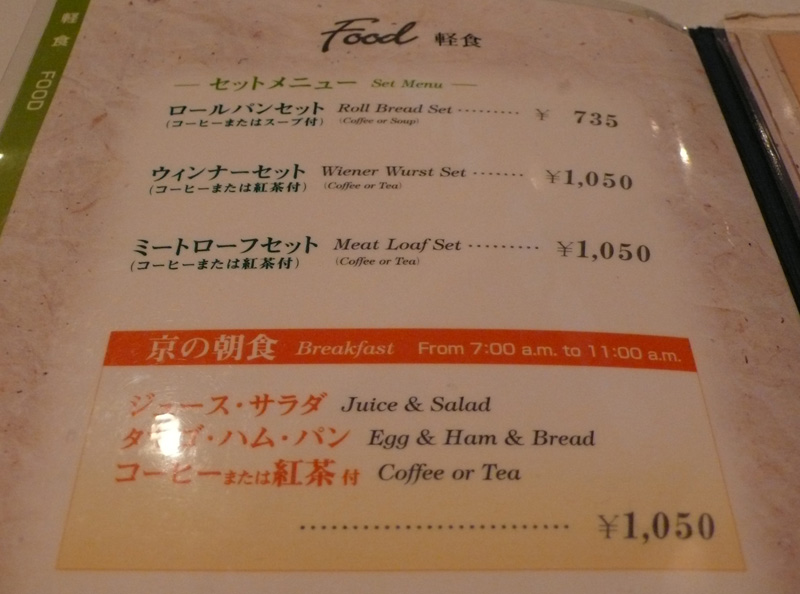 軽食 FOOD
Food 軽食
セットメニュー Set Menu
ロールパンセット Roll Bread Set ......... ¥ 735
(コーヒーまたはスープ付) (Coffee or Soup)
ウィンナーセット Wiener Wurst Set ....... ¥1,050
(コーヒーまたは紅茶付) (Coffee or Tea)
ミートローフセット Meat Loaf Set ......... ¥1,050
(コーヒーまたは紅茶付) (Coffee or Tea)
京の朝食 Breakfast From 7:00 a.m. to 11:00 a.m.
ジュース・サラダ Juice & Salad
タマゴ・ハム・パン Egg & Ham & Bread
コーヒーまたは紅茶付 Coffee or Tea
............................ ¥1,050